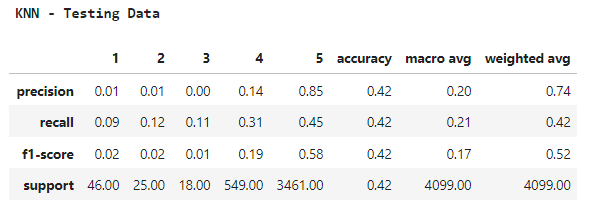 KNN - Testing Data
1 2 3 4 5 accuracy macro avg weighted avg
precision 0.01 0.01 0.00 0.14 0.85 0.42 0.20 0.74
recall 0.09 0.12 0.11 0.31 0.45 0.42 0.21 0.42
f1-score 0.02 0.02 0.01 0.19 0.58 0.42 0.17 0.52
support 46.00 25.00 18.00 549.00 3461.00 0.42 4099.00 4099.00